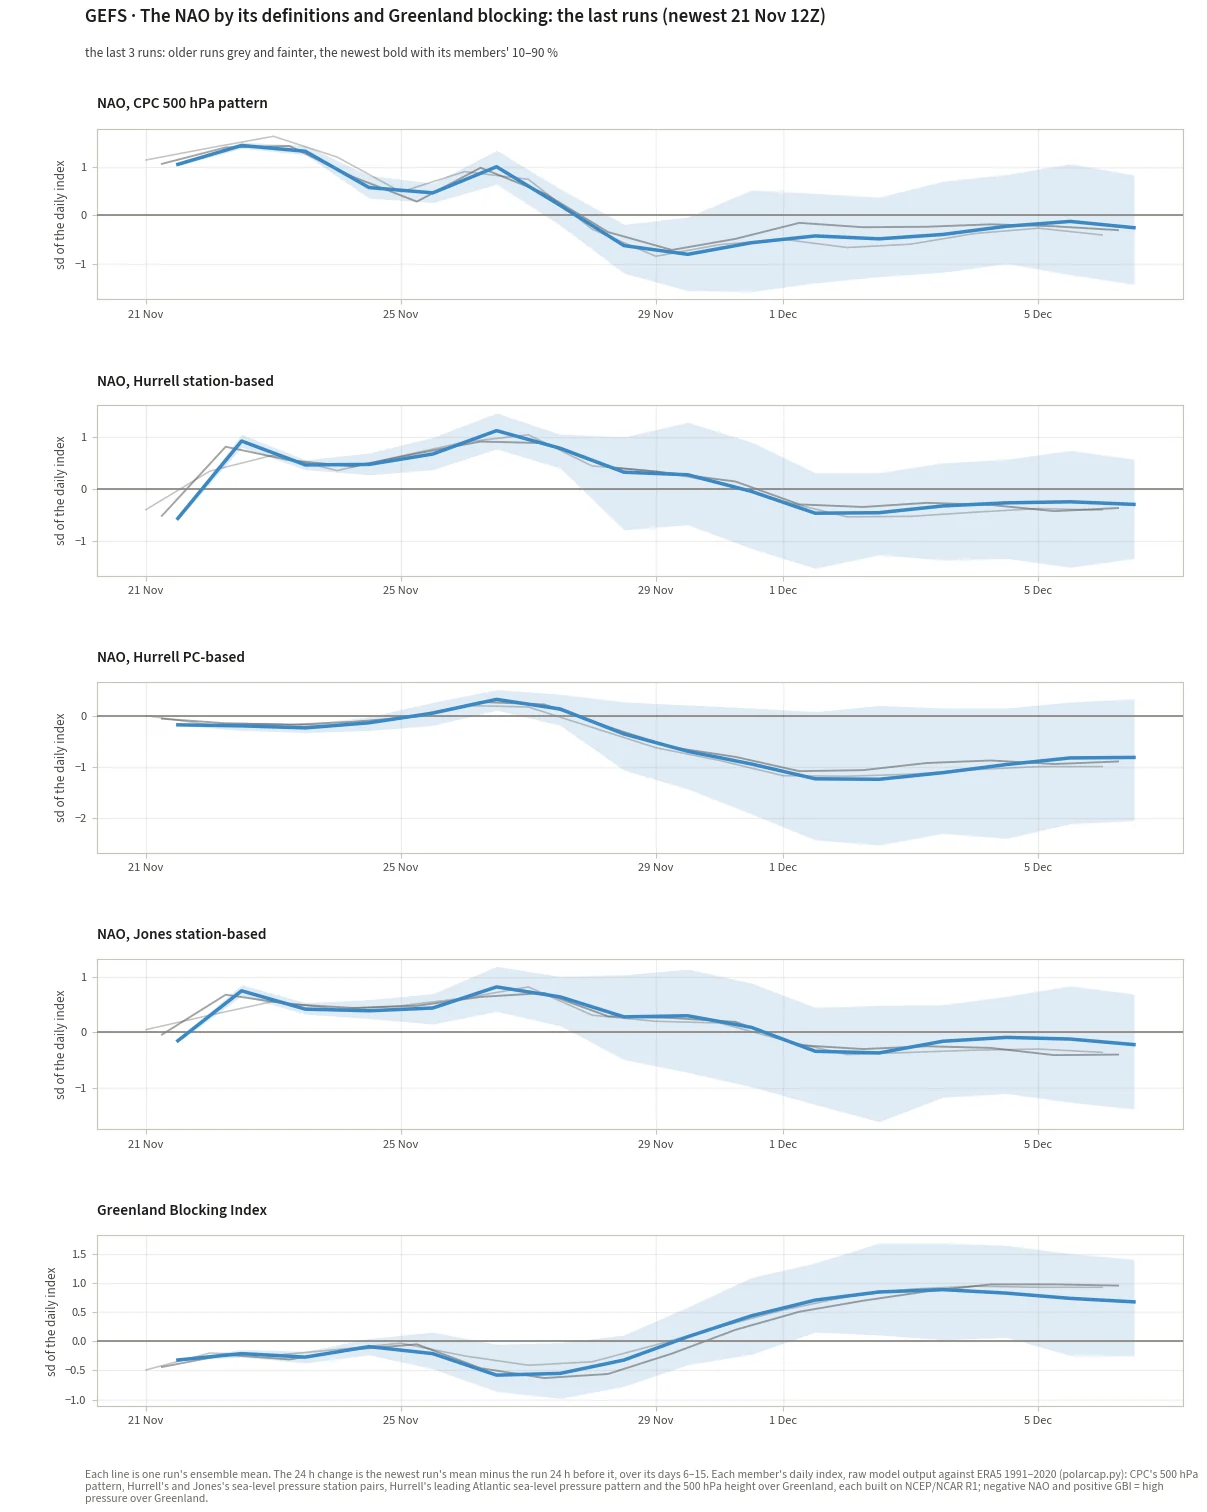 GEFS · The NAO by its definitions and Greenland blocking: the last runs (newest 21 Nov 12Z)
the last 3 runs: older runs grey and fainter, the newest bold with its members' 10–90 %
NAO, CPC 500 hPa pattern
sd of the daily index
1
0
−1
21 Nov
25 Nov
29 Nov
1 Dec
5 Dec
NAO, Hurrell station-based
sd of the daily index
1
0
−1
21 Nov
25 Nov
29 Nov
1 Dec
5 Dec
NAO, Hurrell PC-based
sd of the daily index
0
−1
−2
21 Nov
25 Nov
29 Nov
1 Dec
5 Dec
NAO, Jones station-based
sd of the daily index
1
0
−1
21 Nov
25 Nov
29 Nov
1 Dec
5 Dec
Greenland Blocking Index
sd of the daily index
1.5
1.0
0.5
0.0
−0.5
−1.0
21 Nov
25 Nov
29 Nov
1 Dec
5 Dec
Each line is one run's ensemble mean. The 24 h change is the newest run's mean minus the run 24 h before it, over its days 6–15. Each member's daily index, raw model output against ERA5 1991–2020 (polarcap.py): CPC's 500 hPa
pattern, Hurrell's and Jones's sea-level pressure station pairs, Hurrell's leading Atlantic sea-level pressure pattern and the 500 hPa height over Greenland, each built on NCEP/NCAR R1; negative NAO and positive GBI = high
pressure over Greenland.